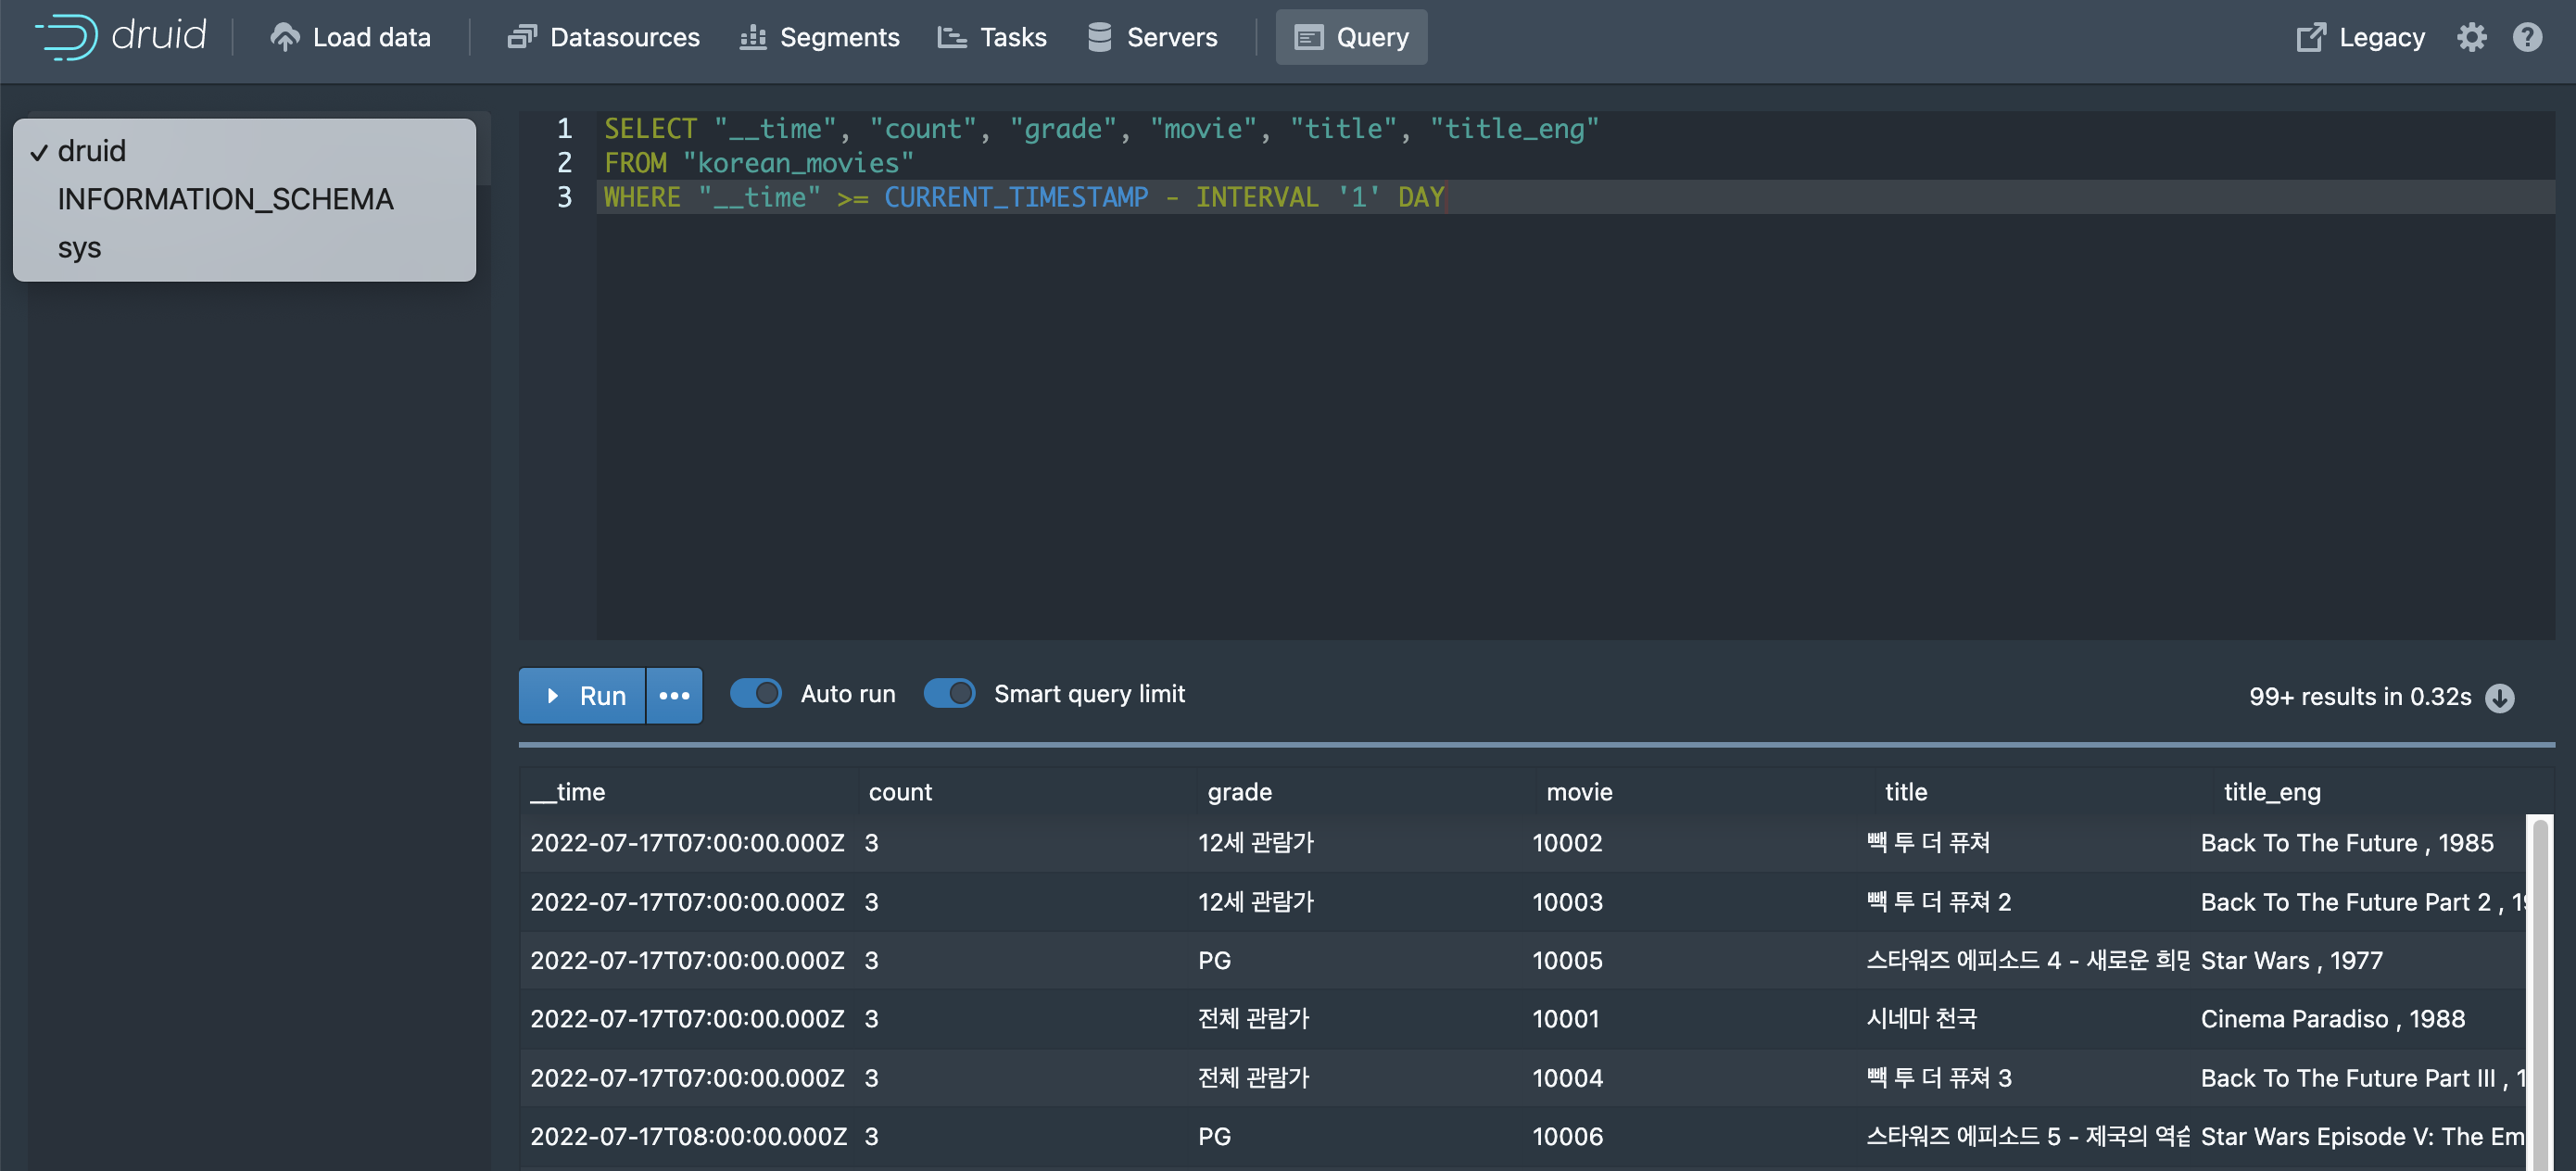 druid Load data Datasources Segments Tasks Servers Query Legacy
druid
INFORMATION_SCHEMA
sys
1 SELECT "__time", "count", "grade", "movie", "title", "title_eng"
2 FROM "korean_movies"
3 WHERE "__time" >= CURRENT_TIMESTAMP - INTERVAL '1' DAY
Run Auto run Smart query limit 99+ results in 0.32s
__time count grade movie title title_eng
2022-07-17T07:00:00.000Z 3 12세 관람가 10002 빽 투 더 퓨쳐 Back To The Future , 1985
2022-07-17T07:00:00.000Z 3 12세 관람가 10003 빽 투 더 퓨쳐 2 Back To The Future Part 2 ,
2022-07-17T07:00:00.000Z 3 PG 10005 스타워즈 에피소드 4 - 새로운 Star Wars , 1977
2022-07-17T07:00:00.000Z 3 전체 관람가 10001 시네마 천국 Cinema Paradiso , 1988
2022-07-17T07:00:00.000Z 3 전체 관람가 10004 빽 투 더 퓨쳐 3 Back To The Future Part III ,
2022-07-17T08:00:00.000Z 3 PG 10006 스타워즈 에피소드 5 - 제국의 Star Wars Episode V: The Em